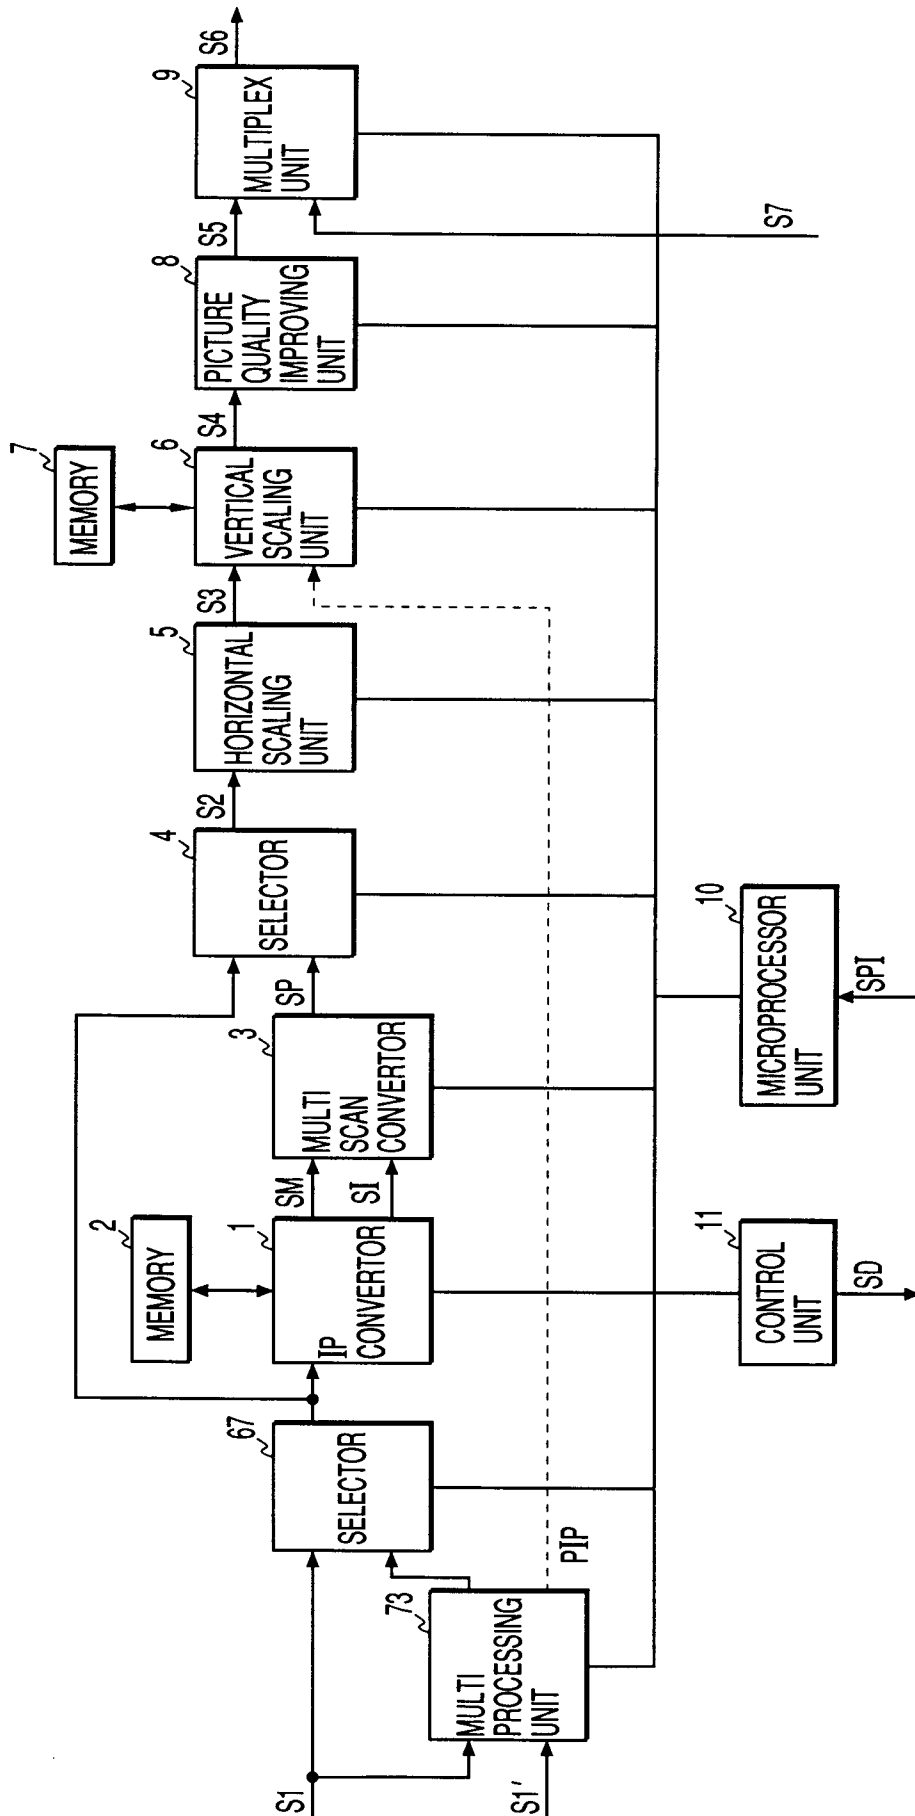 S1
S1'
MULTI
PROCESSING
UNIT
73
PIP
SELECTOR
67
MEMORY
2
IP
CONVERTOR
1
SM
SI
MULTI
SCAN
CONVERTOR
3
SP
SELECTOR
4
S2
HORIZONTAL
SCALING
UNIT
5
S3
MEMORY
7
VERTICAL
SCALING
UNIT
6
S4
PICTURE
QUALITY
IMPROVING
UNIT
8
S5
MULTIPLEX
UNIT
9
S6
S7
CONTROL
UNIT
11
SD
MICROPROCESSOR
UNIT
10
SPI